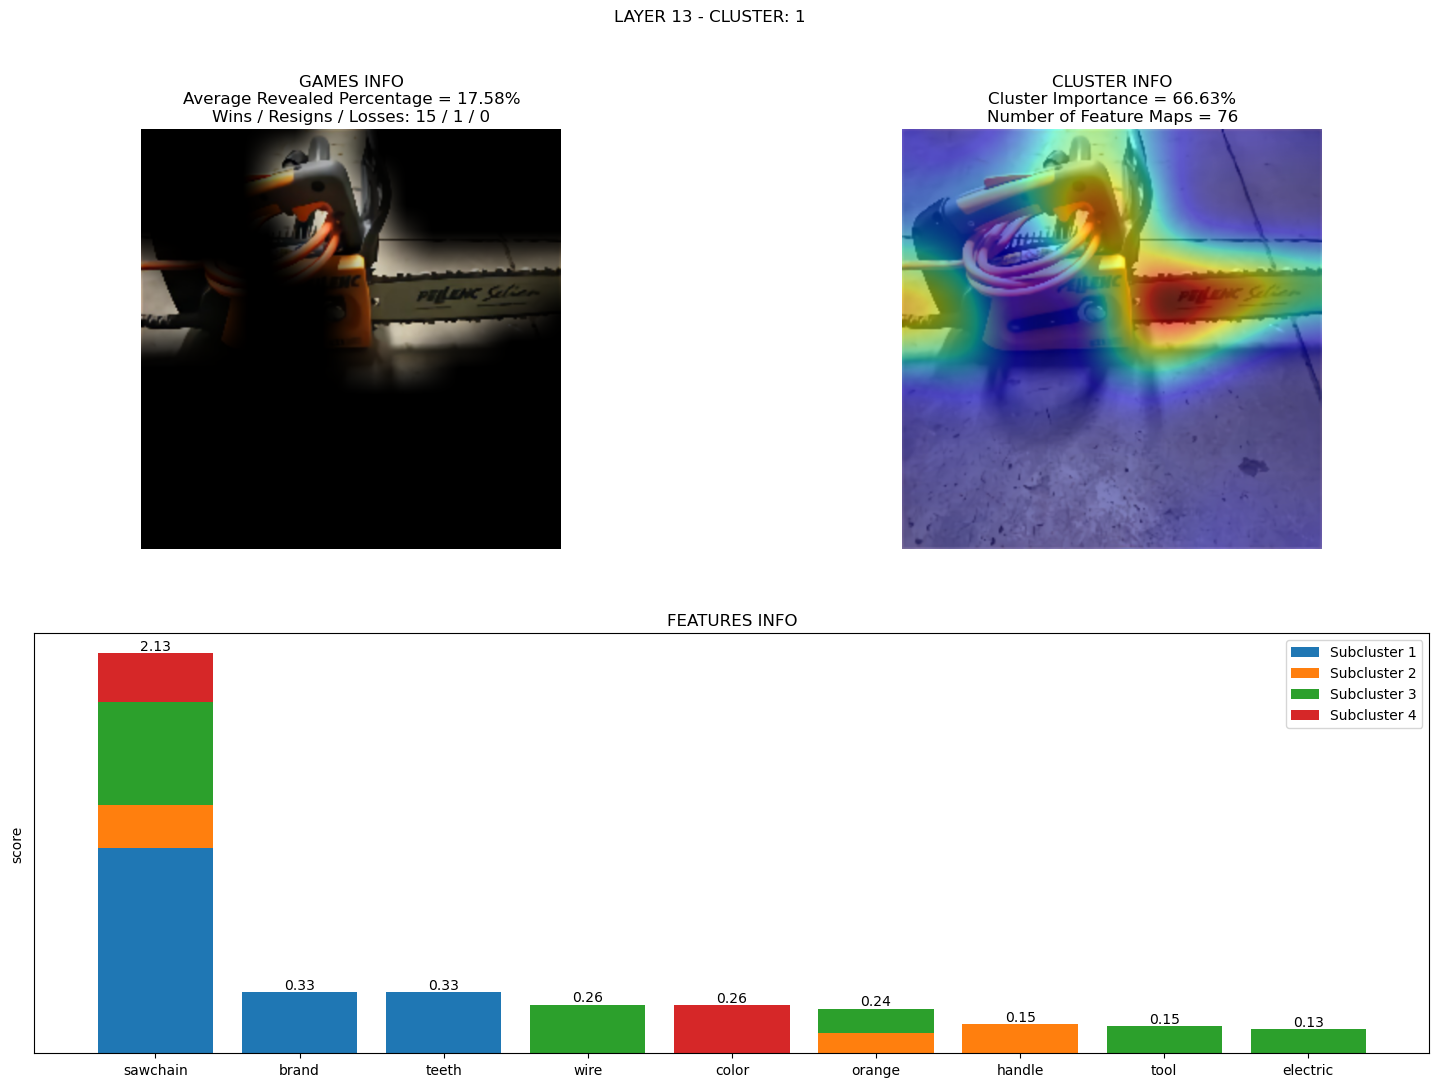 LAYER 13 - CLUSTER: 1
GAMES INFO
Average Revealed Percentage = 17.58%
Wins / Resigns / Losses: 15 / 1 / 0
PELLENC Selion
CLUSTER INFO
Cluster Importance = 66.63%
Number of Feature Maps = 76
PELLENC Selion
FEATURES INFO
score
2.13
0.33
0.33
0.26
0.26
0.24
0.15
0.15
0.13
Subcluster 1
Subcluster 2
Subcluster 3
Subcluster 4
sawchain
brand
teeth
wire
color
orange
handle
tool
electric